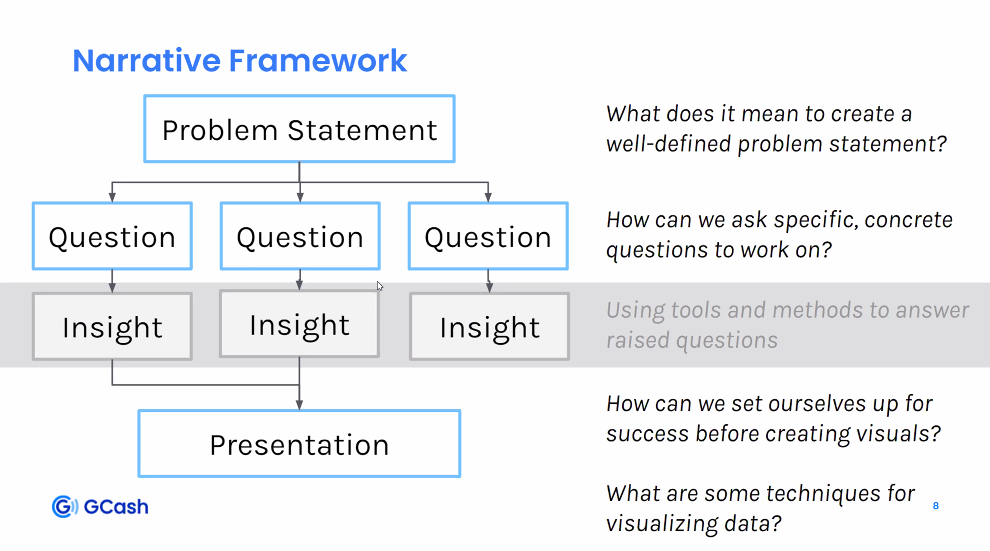 Narrative Framework
Problem Statement
What does it mean to create a
well-defined problem statement?
Question
Question
Question
How can we ask specific, concrete
questions to work on?
Insight
Insight
Insight
Using tools and methods to answer
raised questions
Presentation
How can we set ourselves up for
success before creating visuals?
What are some techniques for
visualizing data?
GCash
8